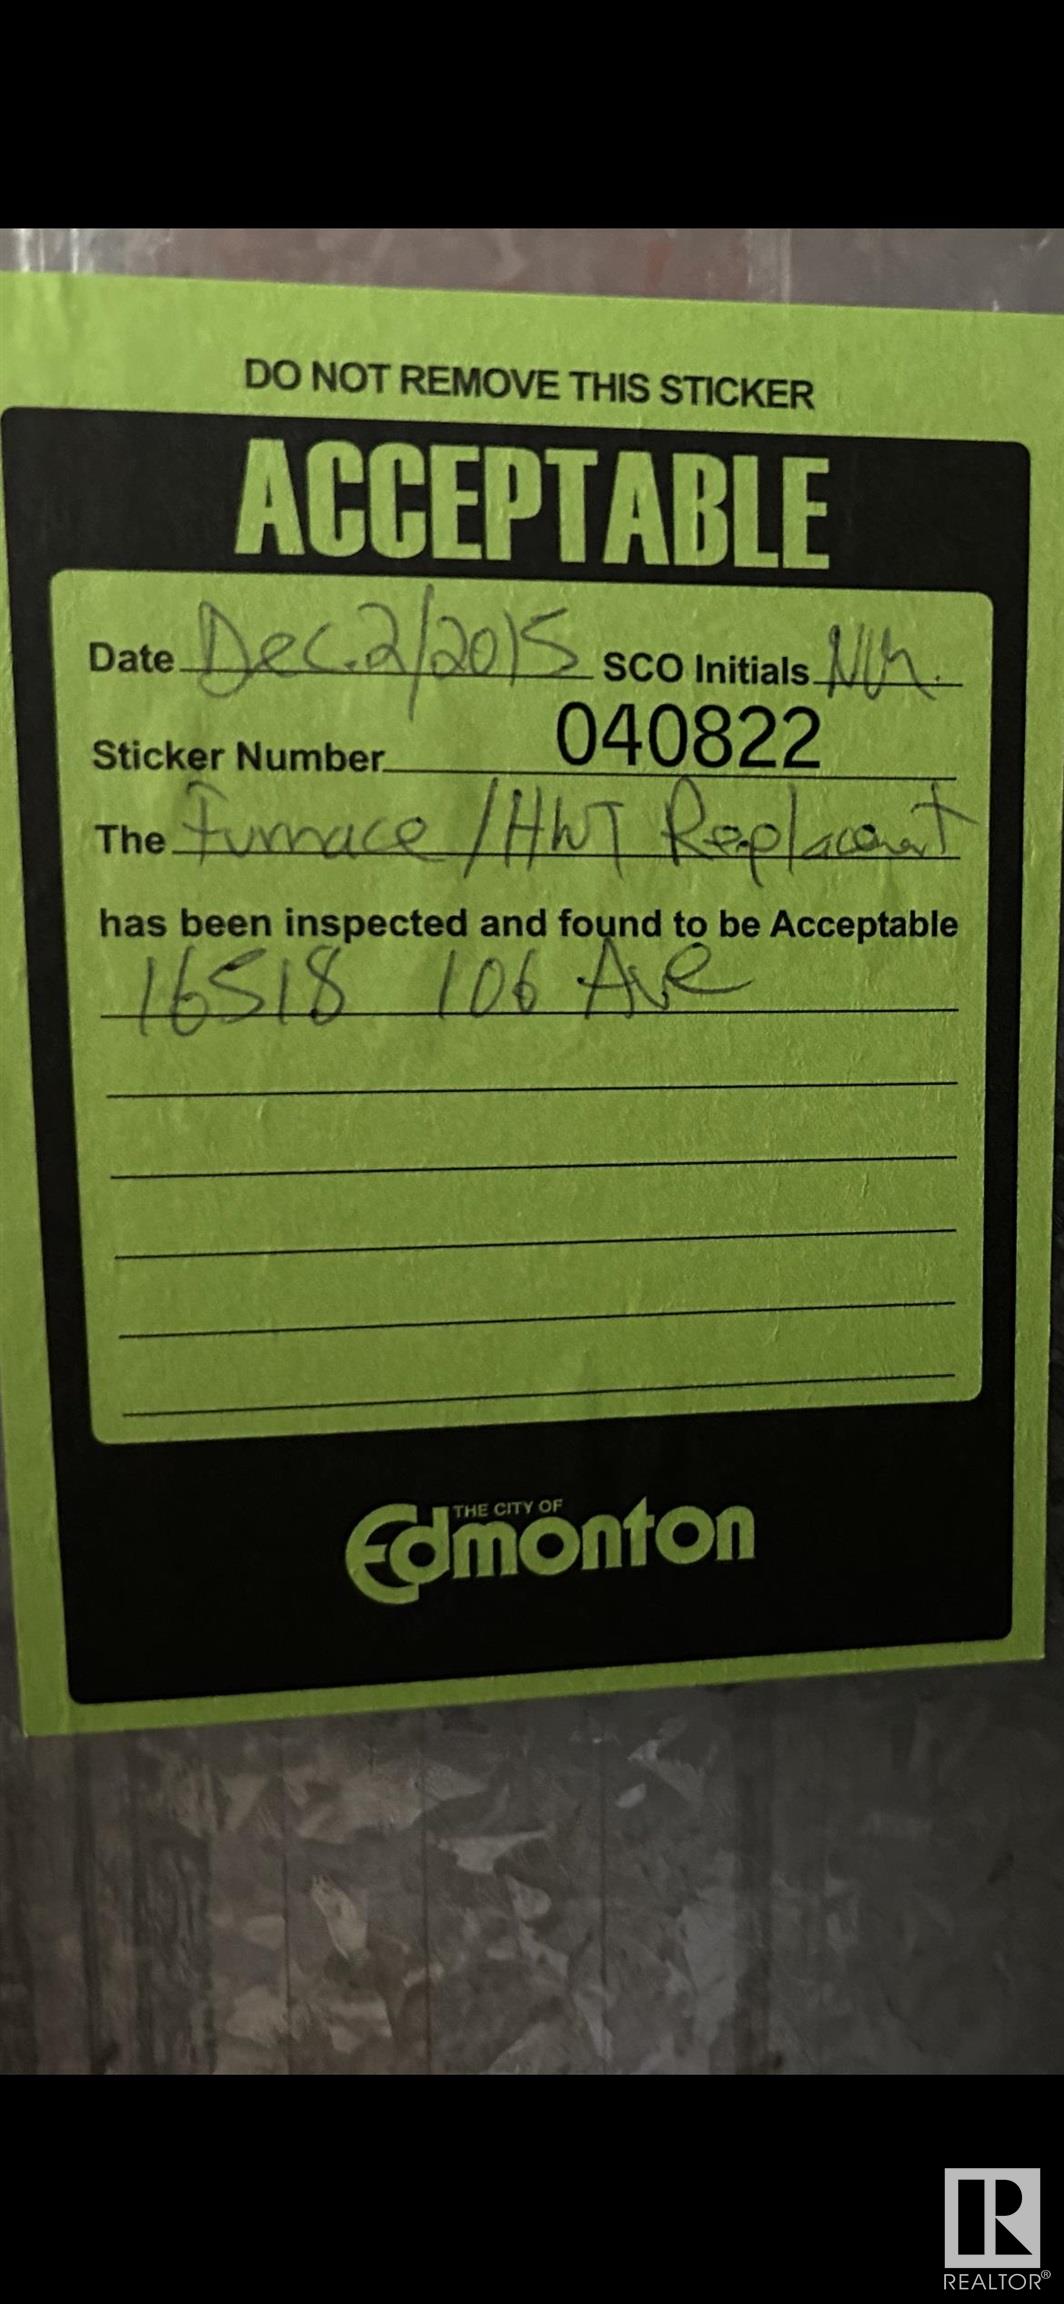 DO NOT REMOVE THIS STICKER
ACCEPTABLE
Date Dec. 2/2015 SCO Initials
Sticker Number 040822
The Furnace / HWT Replacement
has been inspected and found to be Acceptable
16518 106 Ave
THE CITY OF
Edmonton
R
REALTOR®